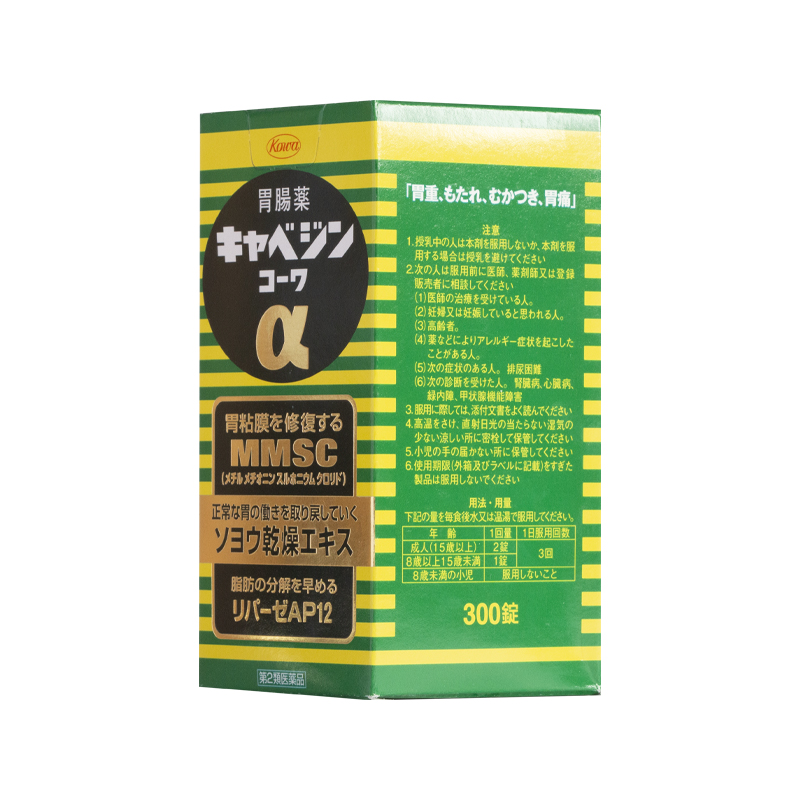 Kowa
胃腸薬
キャベジン
コーワ
α
胃粘膜を修復する
MMSC
(メチルメチオニンスルホニウムクロリド)
正常な胃の働きを取り戻していく
ソヨウ乾燥エキス
脂肪の分解を早める
リパーゼAP12
第2類医薬品
「胃重、もたれ、むかつき、胃痛」
注意
1.授乳中の人は本剤を服用しないか、本剤を服
用する場合は授乳を避けてください
2.次の人は服用前に医師、薬剤師又は登録
販売者に相談してください
(1)医師の治療を受けている人。
(2)妊婦又は妊娠していると思われる人。
(3)高齢者。
(4)薬などによりアレルギー症状を起こした
ことがある人。
(5)次の症状のある人。 排尿困難
(6)次の診断を受けた人。 腎臓病、心臓病、
緑内障、甲状腺機能障害
3.服用に際しては、添付文書をよく読んでください
4.高温をさけ、直射日光の当たらない湿気の
少ない涼しい所に密栓して保管してください
5.小児の手の届かない所に保管してください
6.使用期限(外箱及びラベルに記載)をすぎた
製品は服用しないでください
用法・用量
下記の量を毎食後水又は温湯で服用してください。
年 齢 1回量 1日服用回数
成人(15歳以上) 2錠 3回
8歳以上15歳未満 1錠
8歳未満の小児 服用しないこと
300錠